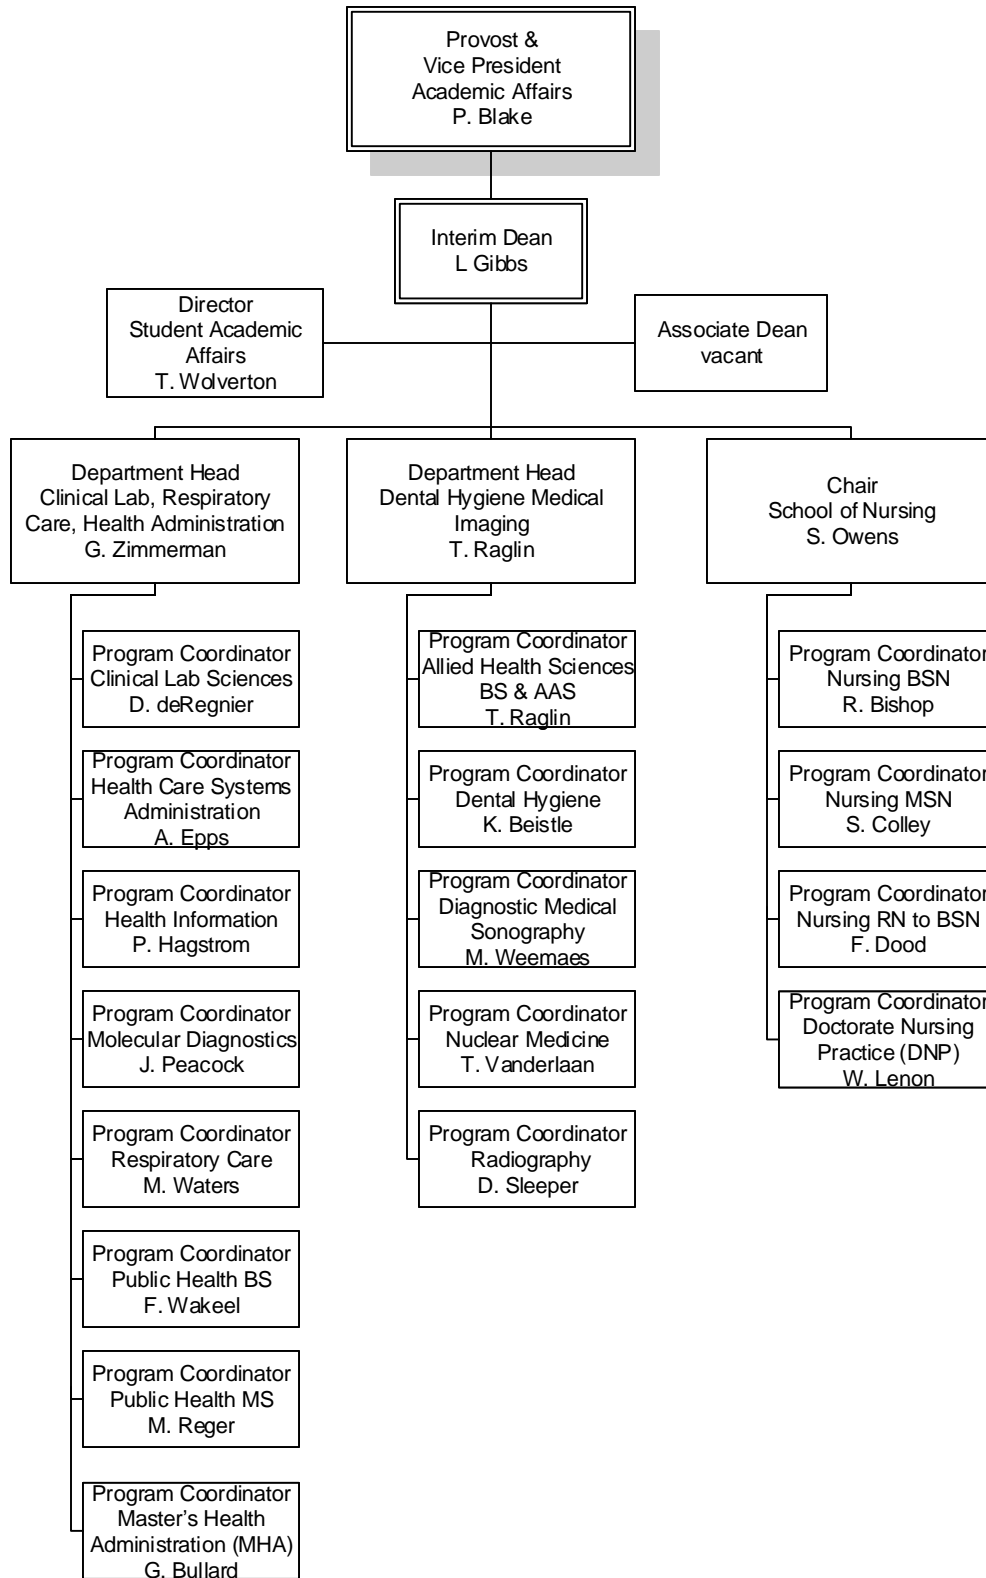 Provost &
Vice President
Academic Affairs
P. Blake
Interim Dean
L Gibbs
Director
Student Academic
Affairs
T. Wolverton
Associate Dean
vacant
Department Head
Clinical Lab, Respiratory
Care, Health Administration
G. Zimmerman
Department Head
Dental Hygiene Medical
Imaging
T. Raglin
Chair
School of Nursing
S. Owens
Program Coordinator
Clinical Lab Sciences
D. deRegnier
Program Coordinator
Health Care Systems
Administration
A. Epps
Program Coordinator
Health Information
P. Hagstrom
Program Coordinator
Molecular Diagnostics
J. Peacock
Program Coordinator
Respiratory Care
M. Waters
Program Coordinator
Public Health BS
F. Wakeel
Program Coordinator
Public Health MS
M. Reger
Program Coordinator
Master's Health
Administration (MHA)
G. Bullard
Program Coordinator
Allied Health Sciences
BS & AAS
T. Raglin
Program Coordinator
Dental Hygiene
K. Beistle
Program Coordinator
Diagnostic Medical
Sonography
M. Weemaes
Program Coordinator
Nuclear Medicine
T. Vanderlaan
Program Coordinator
Radiography
D. Sleeper
Program Coordinator
Nursing BSN
R. Bishop
Program Coordinator
Nursing MSN
S. Colley
Program Coordinator
Nursing RN to BSN
F. Dood
Program Coordinator
Doctorate Nursing
Practice (DNP)
W. Lenon